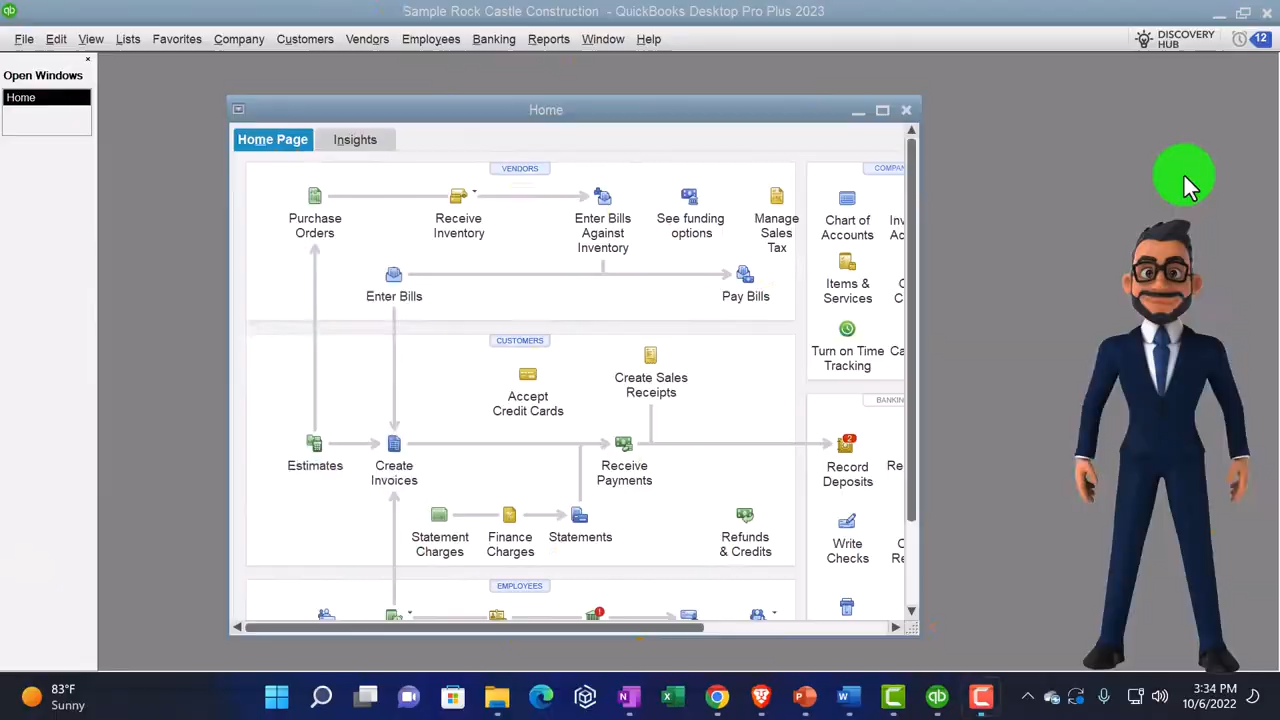 Sample Rock Castle Construction - QuickBooks Desktop Pro Plus 2023
File Edit View Lists Favorites Company Customers Vendors Employees Banking Reports Window Help
DISCOVERY
HUB
12
Open Windows
Home
Home
Home Page
Insights
VENDORS
Purchase
Orders
Receive
Inventory
Enter Bills
Against
Inventory
See funding
options
Manage
Sales
Tax
Enter Bills
Pay Bills
CUSTOMERS
Create Sales
Receipts
Accept
Credit Cards
Estimates
Create
Invoices
Receive
Payments
Statement
Charges
Finance
Charges
Statements
Refunds
& Credits
EMPLOYEES
COMPA
Chart of
Accounts
Items &
Services
Turn on Time
Tracking
BANKIN
2
Record
Deposits
Write
Checks
83°F
Sunny
3:34 PM
10/6/2022